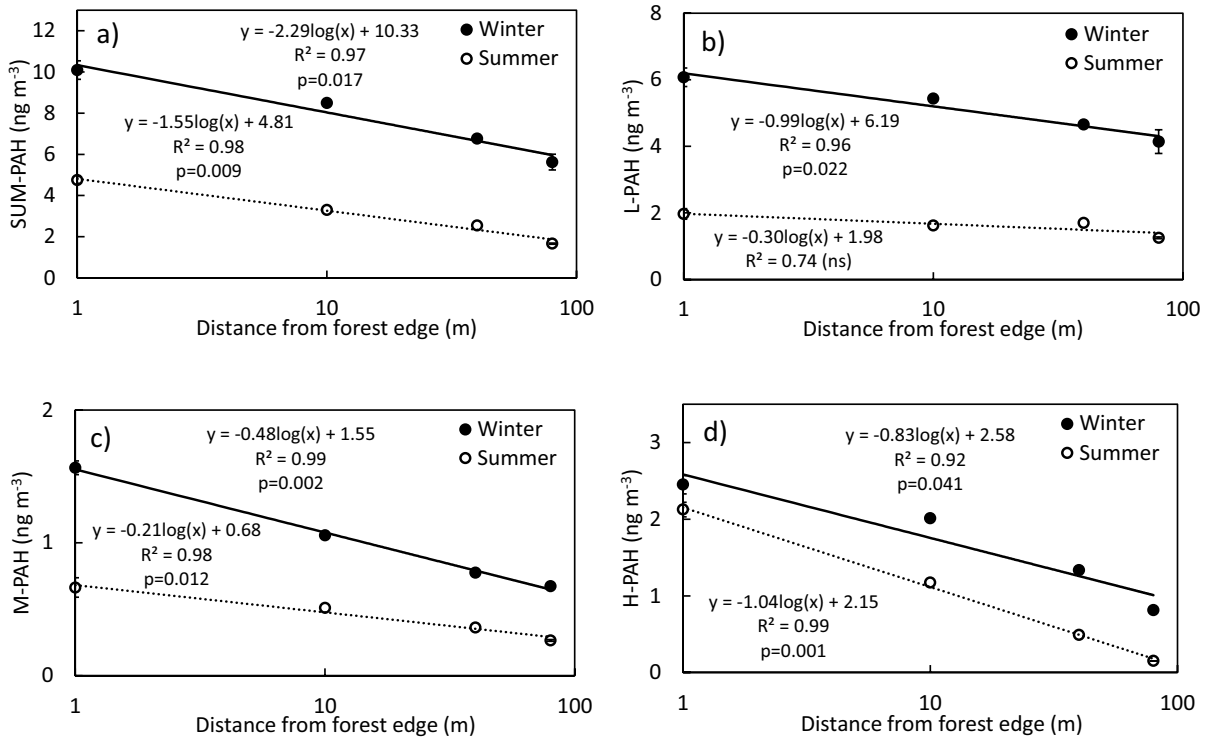 a)
y = -2.29log(x) + 10.33
R² = 0.97
p=0.017
Winter
Summer
y = -1.55log(x) + 4.81
R² = 0.98
p=0.009
SUM-PAH (ng m⁻³)
12
10
8
6
4
2
0
1
10
100
Distance from forest edge (m)
b)
Winter
Summer
y = -0.99log(x) + 6.19
R² = 0.96
p=0.022
y = -0.30log(x) + 1.98
R² = 0.74 (ns)
L-PAH (ng m⁻³)
8
6
4
2
0
1
10
100
Distance from forest edge (m)
c)
y = -0.48log(x) + 1.55
R² = 0.99
p=0.002
Winter
Summer
y = -0.21log(x) + 0.68
R² = 0.98
p=0.012
M-PAH (ng m⁻³)
2
1
0
1
10
100
Distance from forest edge (m)
d)
Winter
Summer
y = -0.83log(x) + 2.58
R² = 0.92
p=0.041
y = -1.04log(x) + 2.15
R² = 0.99
p=0.001
H-PAH (ng m⁻³)
3
2
1
0
1
10
100
Distance from forest edge (m)